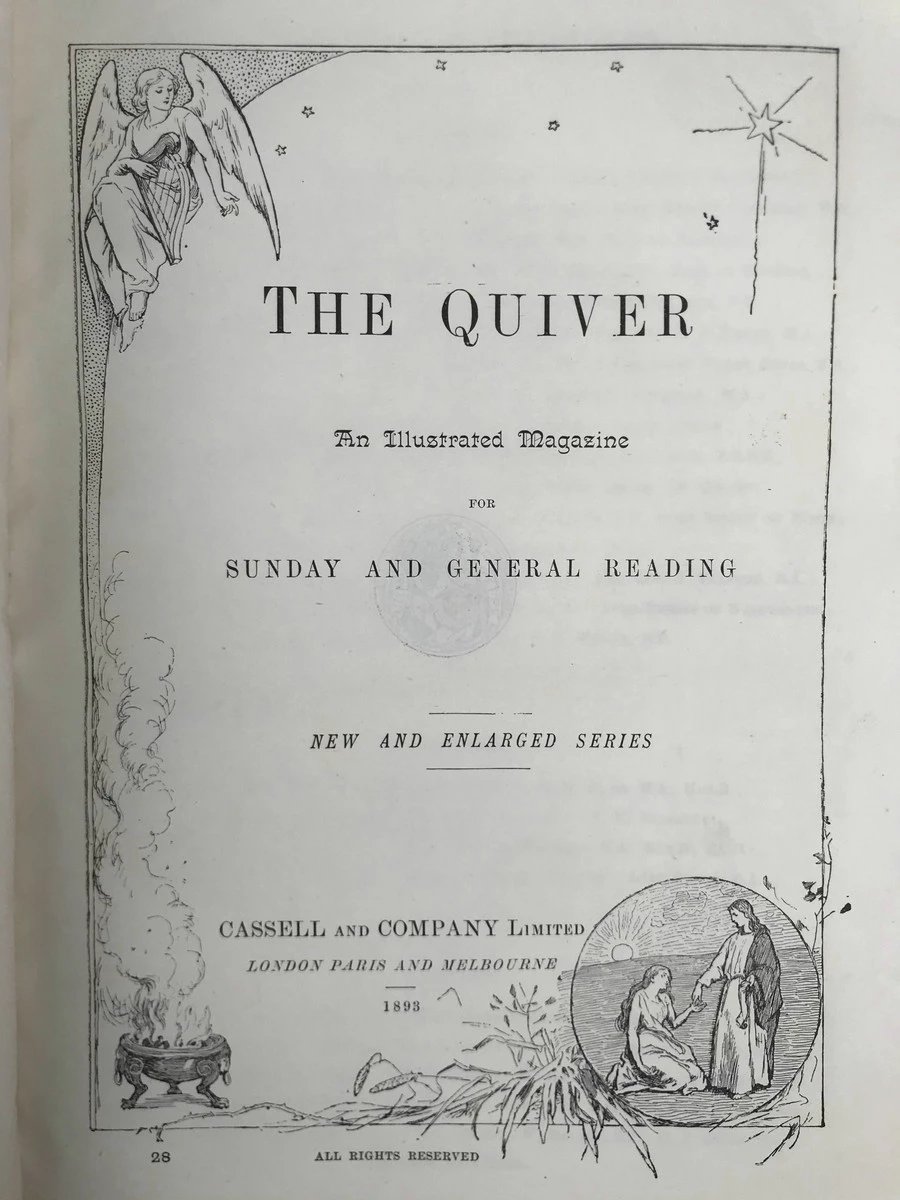 THE QUIVER
An Illustrated Magazine
FOR
SUNDAY AND GENERAL READING
NEW AND ENLARGED SERIES
CASSELL AND COMPANY LIMITED
LONDON PARIS AND MELBOURNE
1893
28 ALL RIGHTS RESERVED